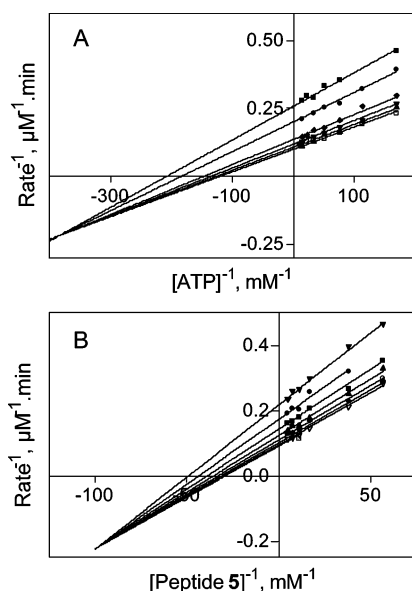 A
0.50
0.25
-0.25
-300
-200
-100
100
Rate⁻¹, µM⁻¹.min
[ATP]⁻¹, mM⁻¹
B
0.4
0.2
0.0
-0.2
-100
-50
50
Rate⁻¹, µM⁻¹.min
[Peptide 5]⁻¹, mM⁻¹